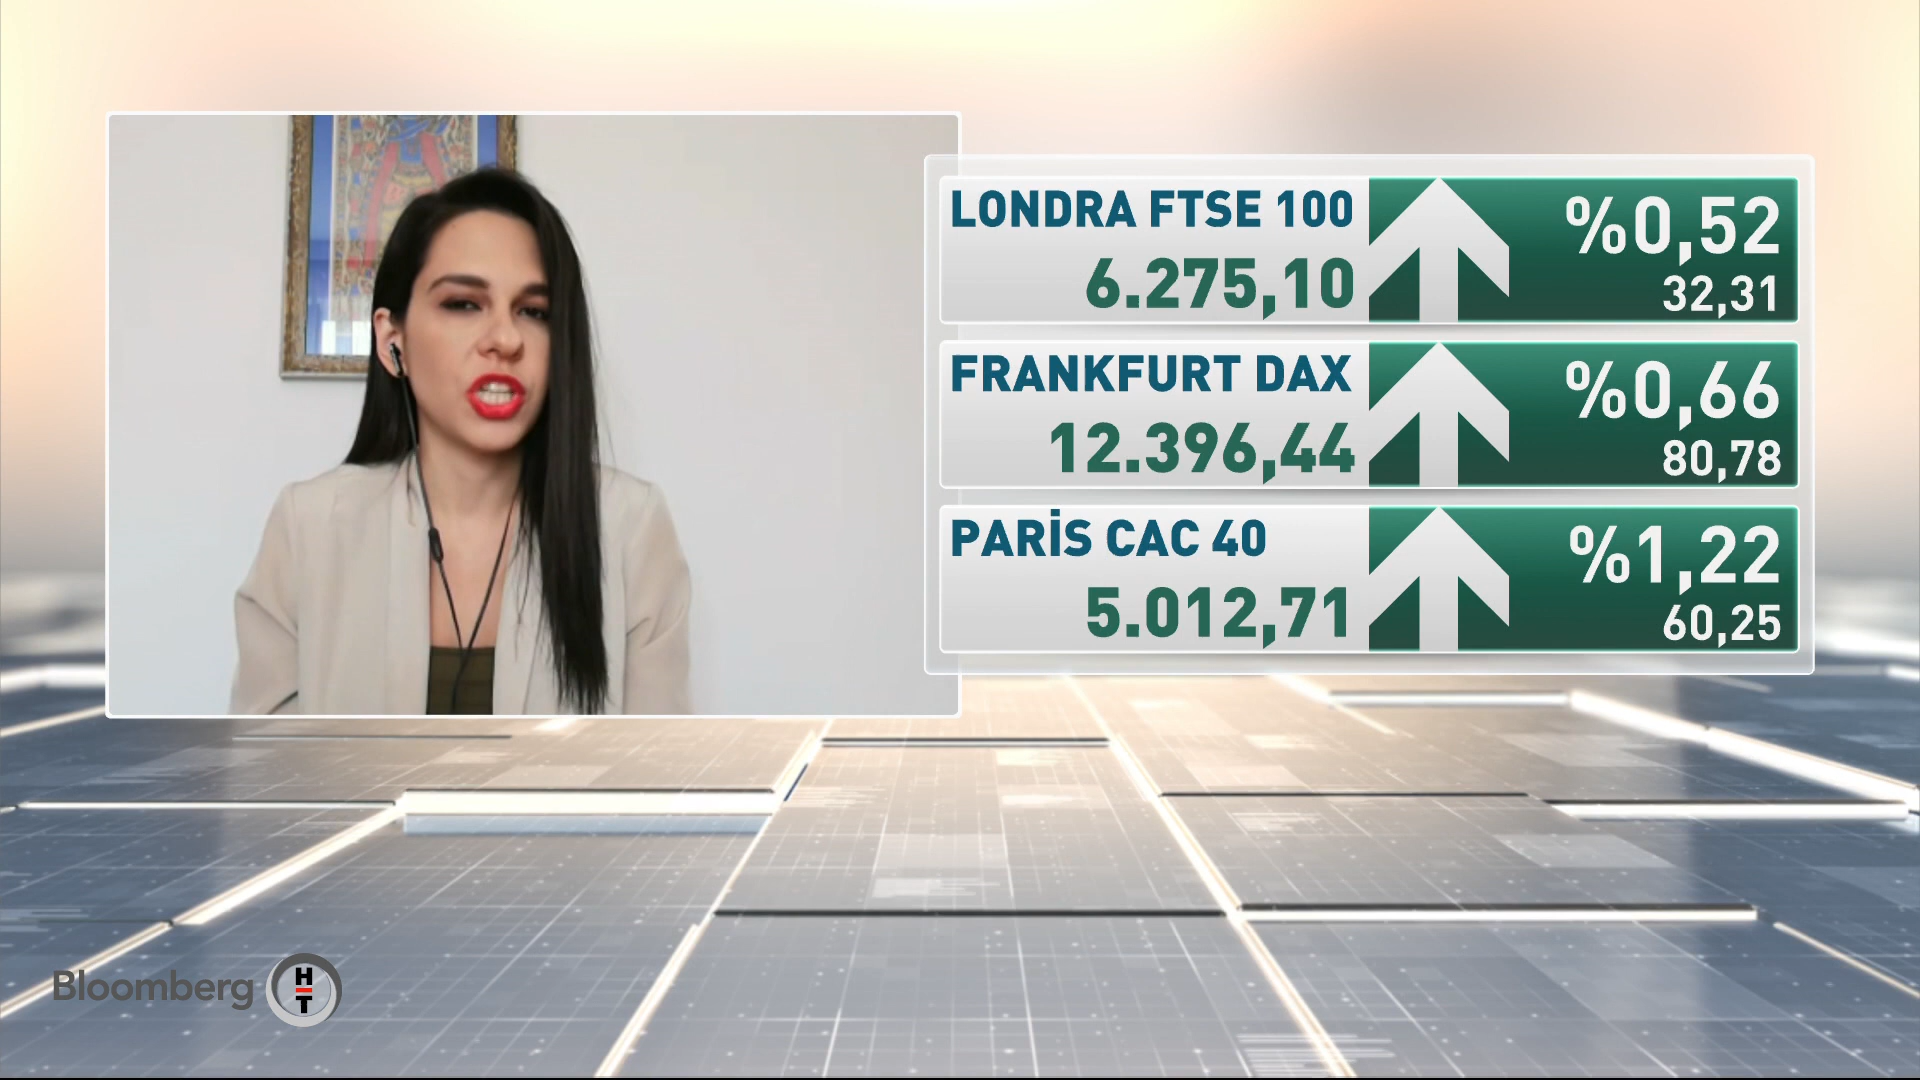 LONDRA FTSE 100
6.275,10
%0,52
32,31
FRANKFURT DAX
12.396,44
%0,66
80,78
PARİS CAC 40
5.012,71
%1,22
60,25
Bloomberg HT